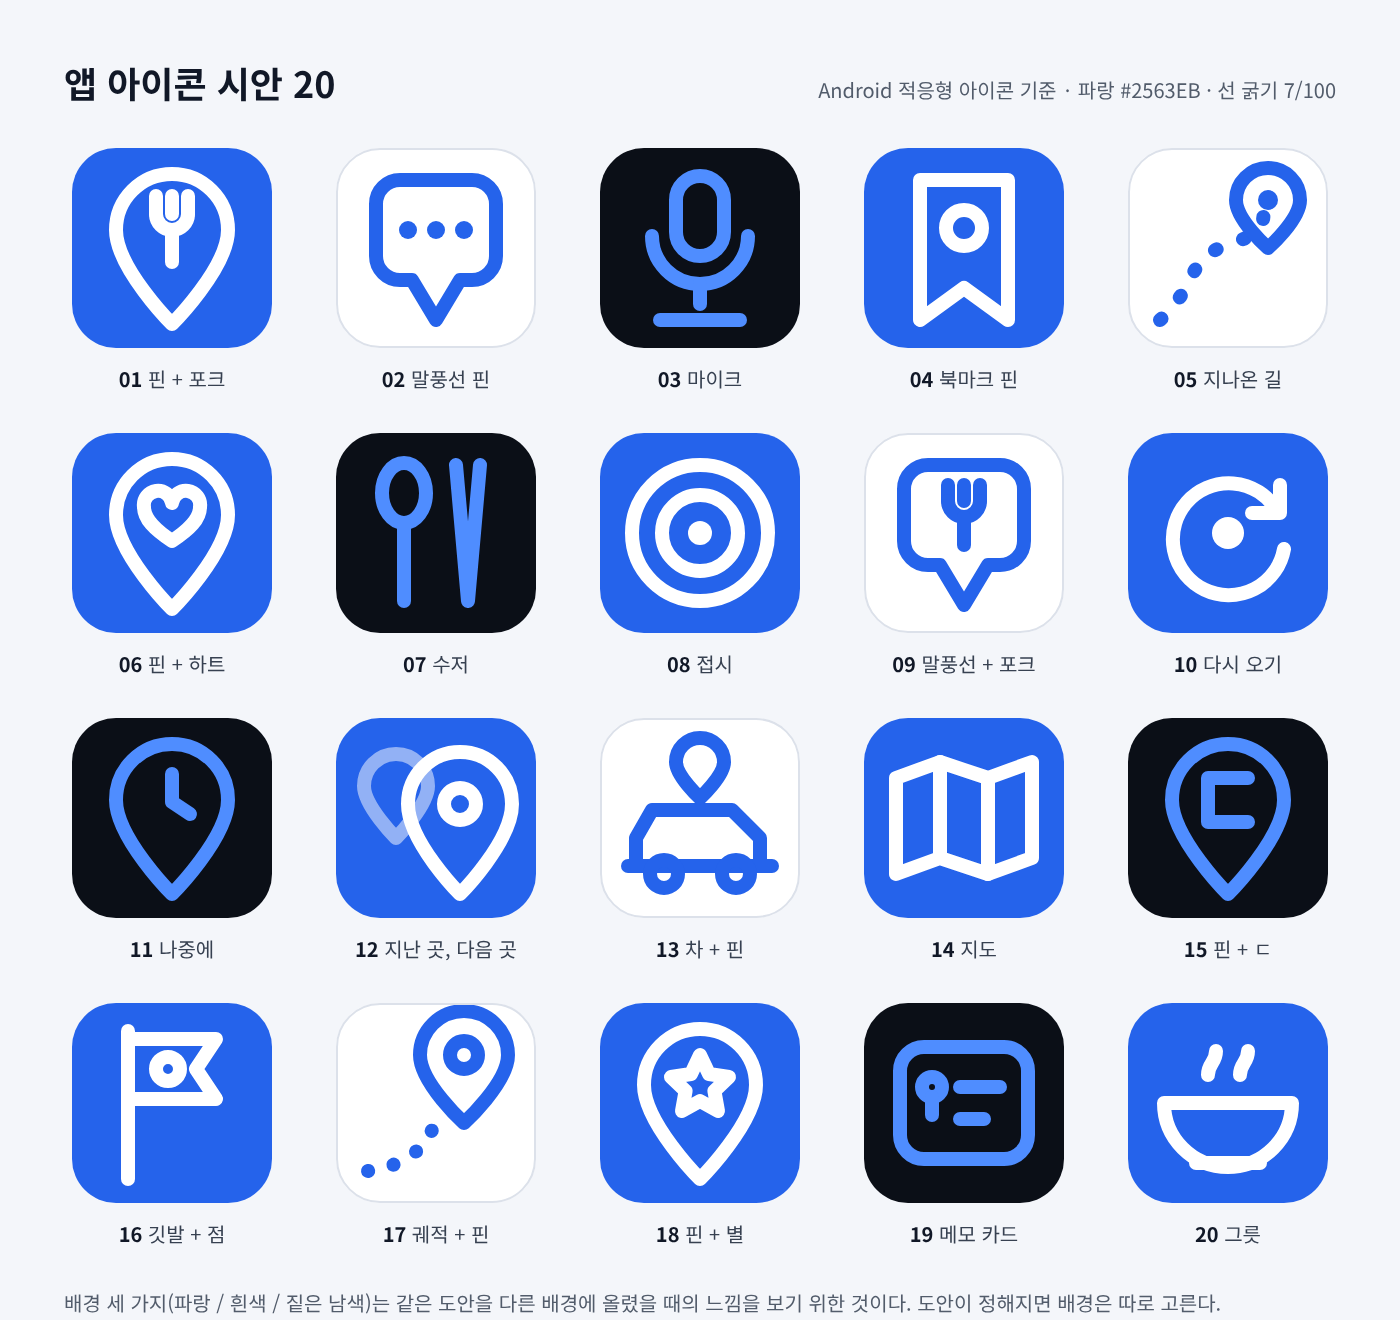 앱 아이콘 시안 20
Android 적응형 아이콘 기준 · 파랑 #2563EB · 선 굵기 7/100
01 핀 + 포크
02 말풍선 핀
03 마이크
04 북마크 핀
05 지나온 길
06 핀 + 하트
07 수저
08 접시
09 말풍선 + 포크
10 다시 오기
11 나중에
12 지난 곳, 다음 곳
13 차 + 핀
14 지도
15 핀 + ㄷ
16 깃발 + 점
17 궤적 + 핀
18 핀 + 별
19 메모 카드
20 그릇
배경 세 가지(파랑 / 흰색 / 짙은 남색)는 같은 도안을 다른 배경에 올렸을 때의 느낌을 보기 위한 것이다. 도안이 정해지면 배경은 따로 고른다.